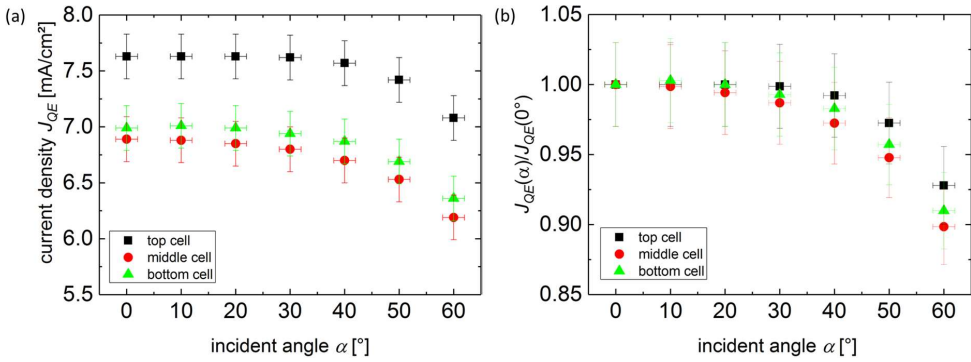 (a)
current density J_QE [mA/cm²]
8.0
7.5
7.0
6.5
6.0
5.5
top cell
middle cell
bottom cell
0 10 20 30 40 50 60
incident angle α [°]
(b)
J_QE(α)/J_QE(0°)
1.05
1.00
0.95
0.90
0.85
top cell
middle cell
bottom cell
0 10 20 30 40 50 60
incident angle α [°]